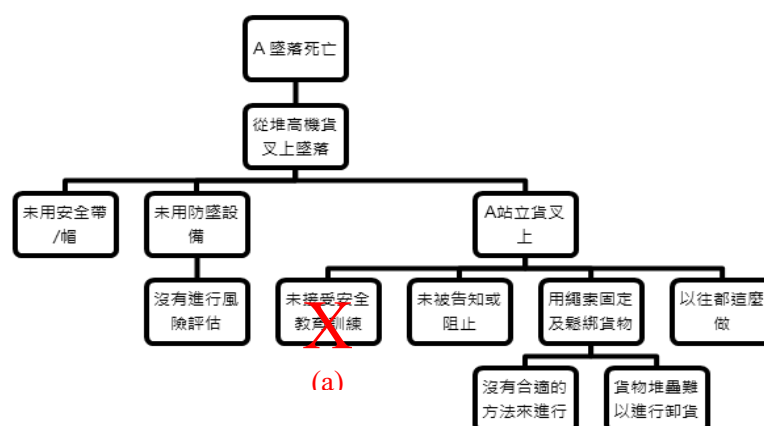 A 墜落死亡
從堆高機貨
叉上墜落
未用安全帶
/帽
未用防墜設
備
A站立貨叉
上
沒有進行風
險評估
未接受安全
教育訓練
X
(a)
未被告知或
阻止
用繩索固定
及鬆綁貨物
以往都這麼
做
沒有合適的
方法來進行
貨物堆疊難
以進行卸貨